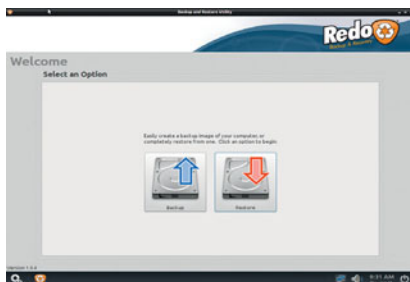 Backup and Restore Utility
Redo
Backup & Recovery
Welcome
Select an Option
Easily create a backup image of your computer, or
completely restore from one. Click an option to begin.
Backup
Restore
9:31 AM